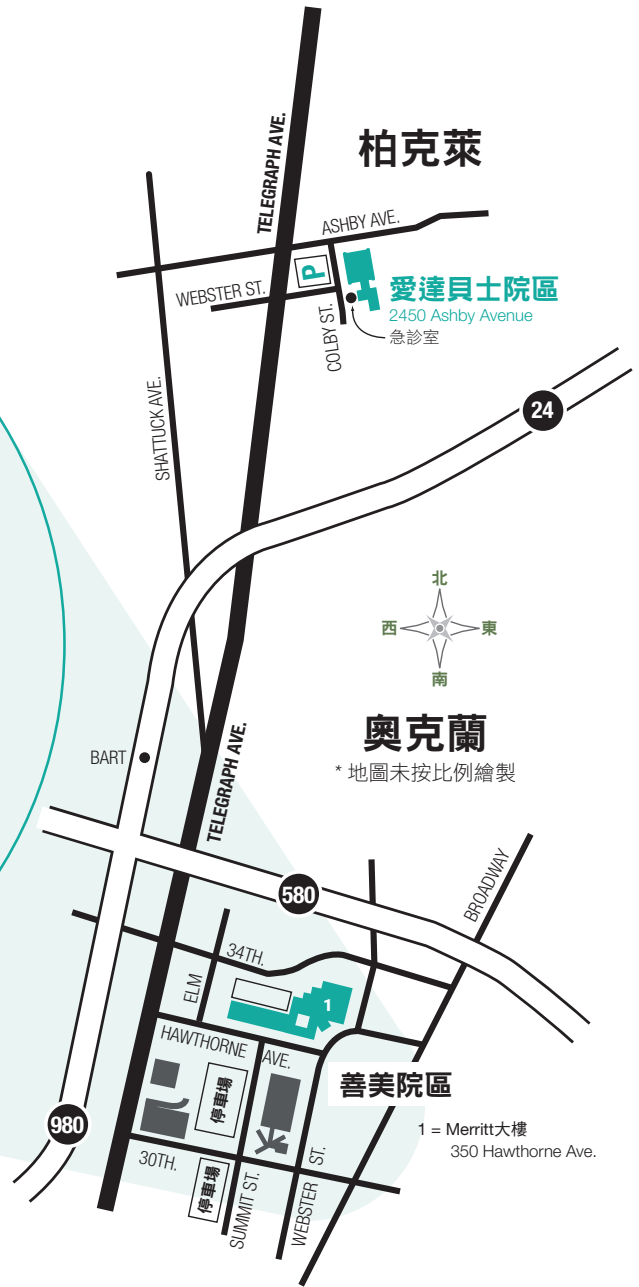 柏克萊
TELEGRAPH AVE.
ASHBY AVE.
P
WEBSTER ST.
愛達貝士院區
2450 Ashby Avenue
急診室
COLBY ST.
SHATTUCK AVE.
24
北
西
東
南
奧克蘭
* 地圖未按比例繪製
BART
TELEGRAPH AVE.
580
BROADWAY
34TH.
ELM
1
HAWTHORNE AVE.
善美院區
停車場
980
1 = Merritt大樓
350 Hawthorne Ave.
30TH.
停車場
SUMMIT ST.
WEBSTER ST.